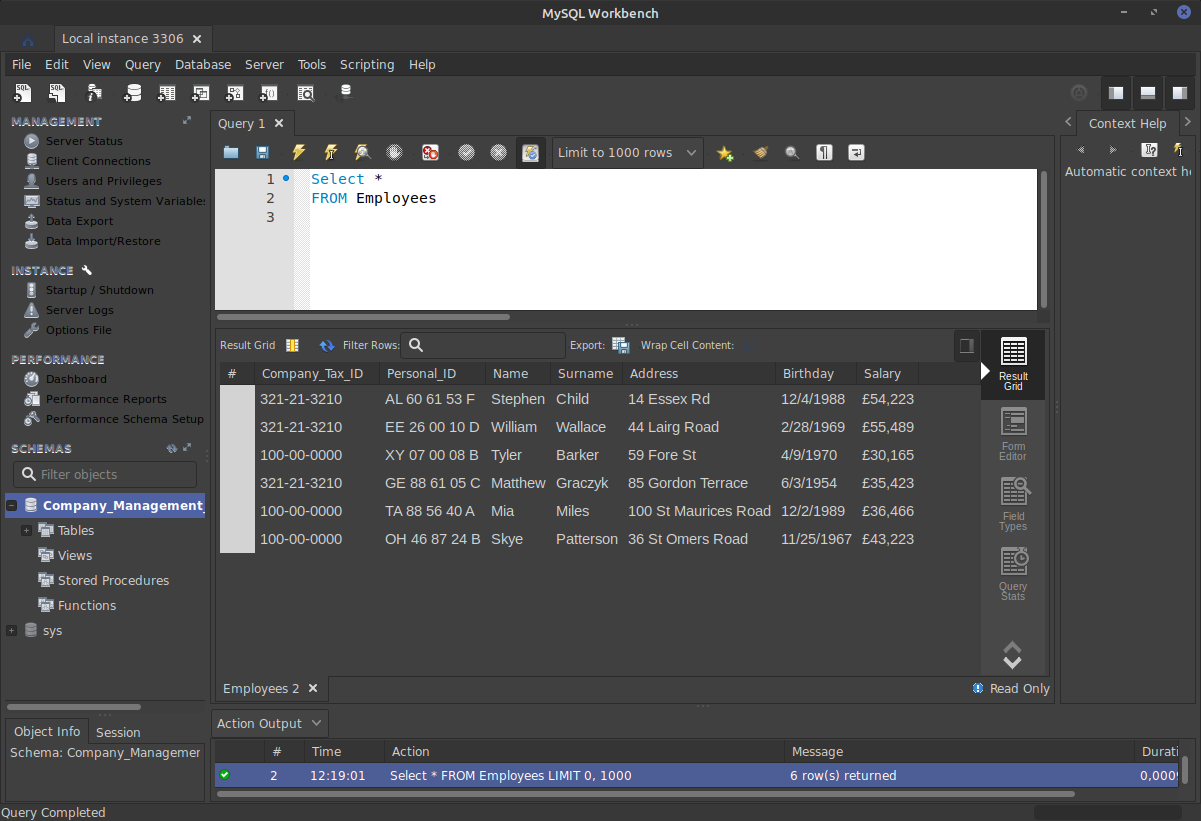 MySQL Workbench
Local instance 3306
File Edit View Query Database Server Tools Scripting Help
MANAGEMENT
Server Status
Client Connections
Users and Privileges
Status and System Variables
Data Export
Data Import/Restore
INSTANCE
Startup / Shutdown
Server Logs
Options File
PERFORMANCE
Dashboard
Performance Reports
Performance Schema Setup
SCHEMAS
Filter objects
Company_Management
Tables
Views
Stored Procedures
Functions
sys
Object Info Session
Schema: Company_Managemen
Query 1
Limit to 1000 rows
1 Select *
2 FROM Employees
3
Result Grid Filter Rows: Export: Wrap Cell Content:
# Company_Tax_ID Personal_ID Name Surname Address Birthday Salary
321-21-3210 AL 60 61 53 F Stephen Child 14 Essex Rd 12/4/1988 £54,223
321-21-3210 EE 26 00 10 D William Wallace 44 Lairg Road 2/28/1969 £55,489
100-00-0000 XY 07 00 08 B Tyler Barker 59 Fore St 4/9/1970 £30,165
321-21-3210 GE 88 61 05 C Matthew Graczyk 85 Gordon Terrace 6/3/1954 £35,423
100-00-0000 TA 88 56 40 A Mia Miles 100 St Maurices Road 12/2/1989 £36,466
100-00-0000 OH 46 87 24 B Skye Patterson 36 St Omers Road 11/25/1967 £43,223
Result
Grid
Form
Editor
Field
Types
Query
Stats
Employees 2
Read Only
Context Help
Automatic context
Action Output
# Time Action Message Durati
2 12:19:01 Select * FROM Employees LIMIT 0, 1000 6 row(s) returned 0,000
Query Completed